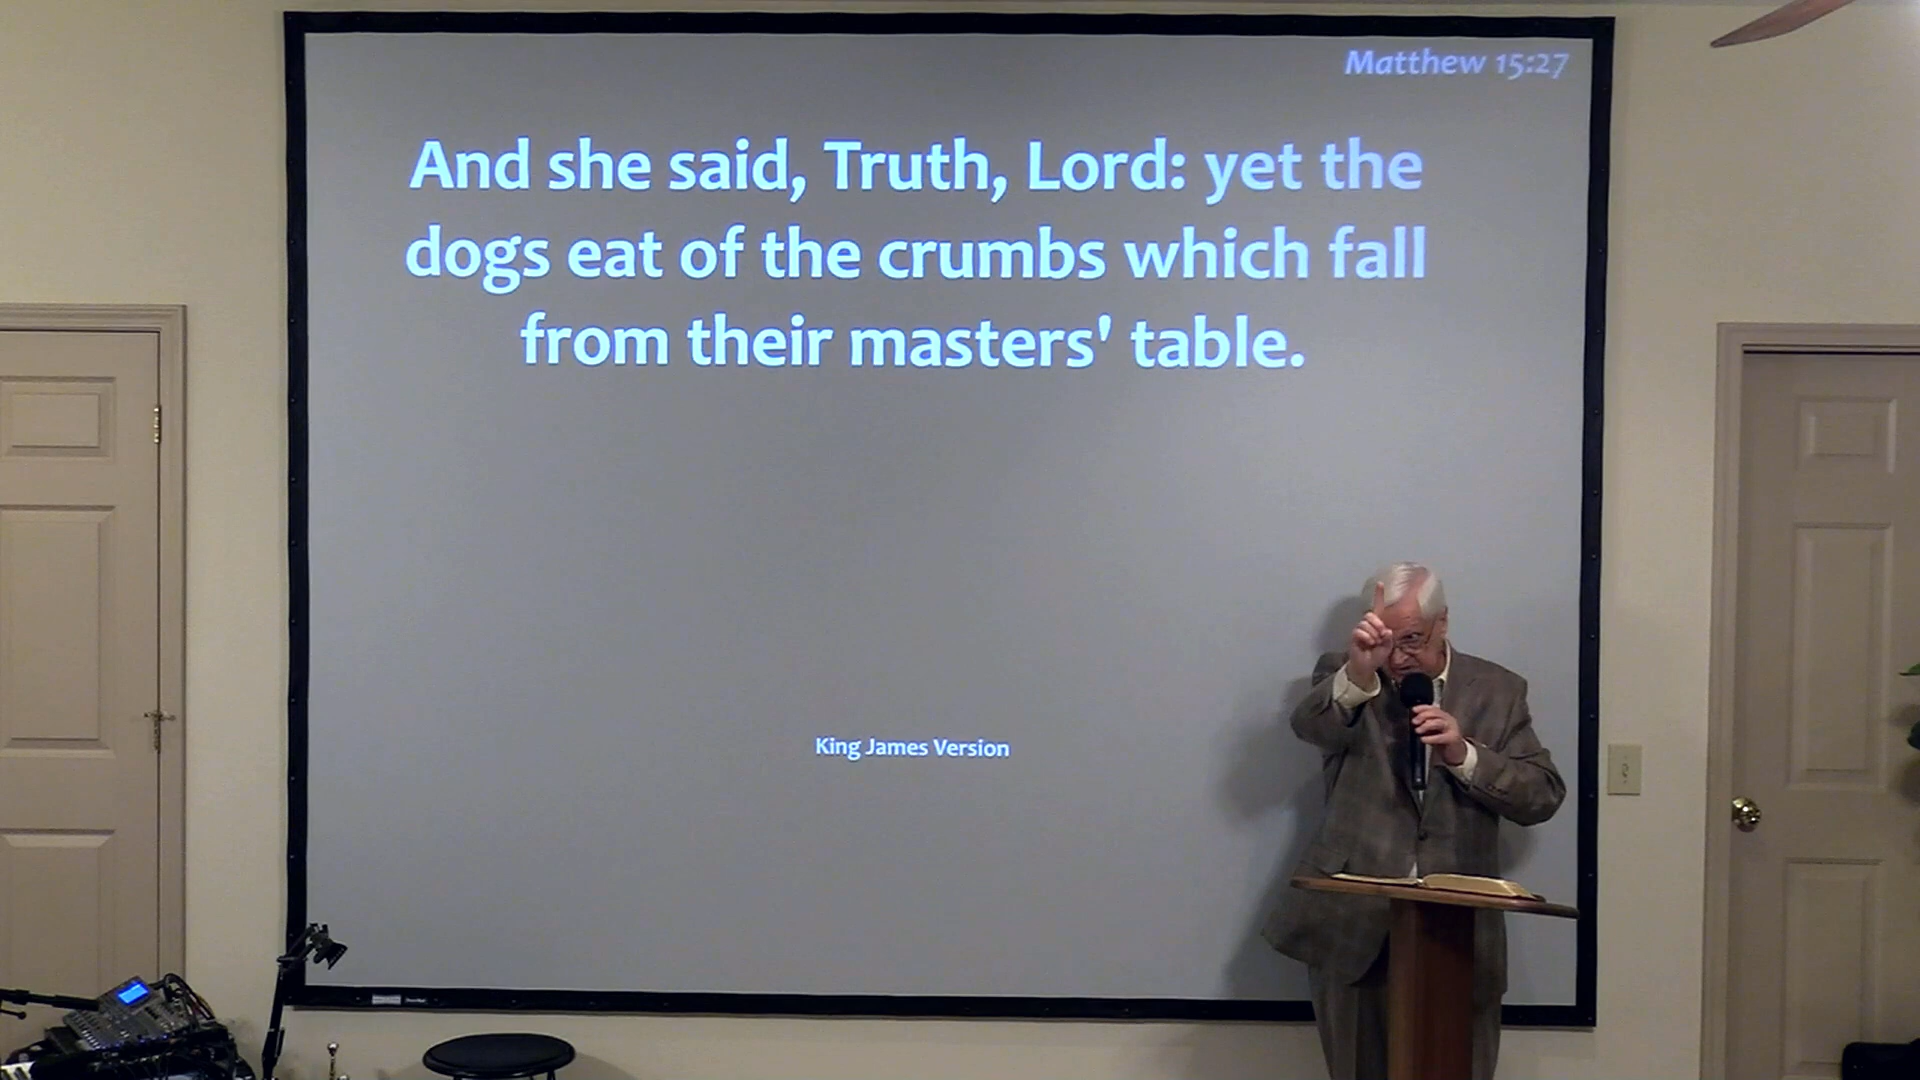 Matthew 15:27
And she said, Truth, Lord: yet the
dogs eat of the crumbs which fall
from their masters' table.
King James Version